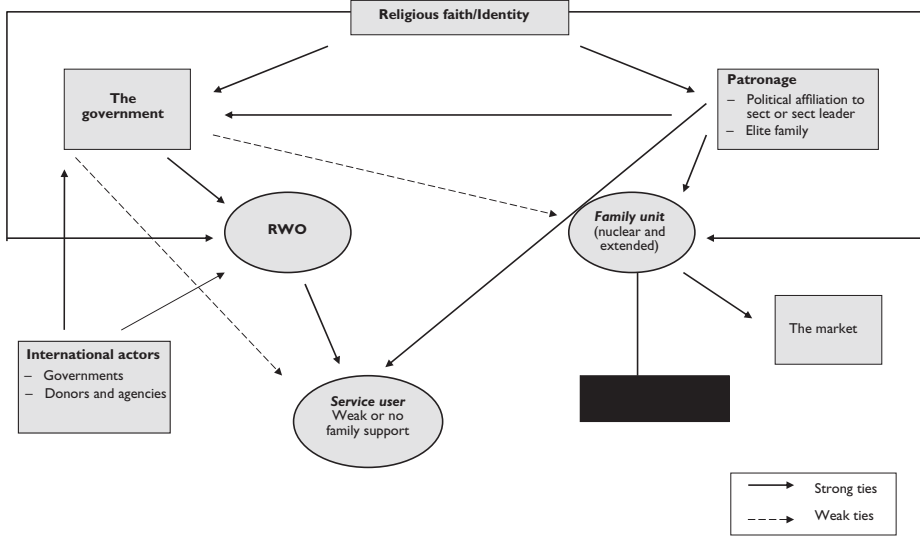 Religious faith/Identity
The
government
Patronage
– Political affiliation to
sect or sect leader
– Elite family
RWO
Family unit
(nuclear and
extended)
The market
International actors
– Governments
– Donors and agencies
Service user
Weak or no
family support
Strong ties
Weak ties